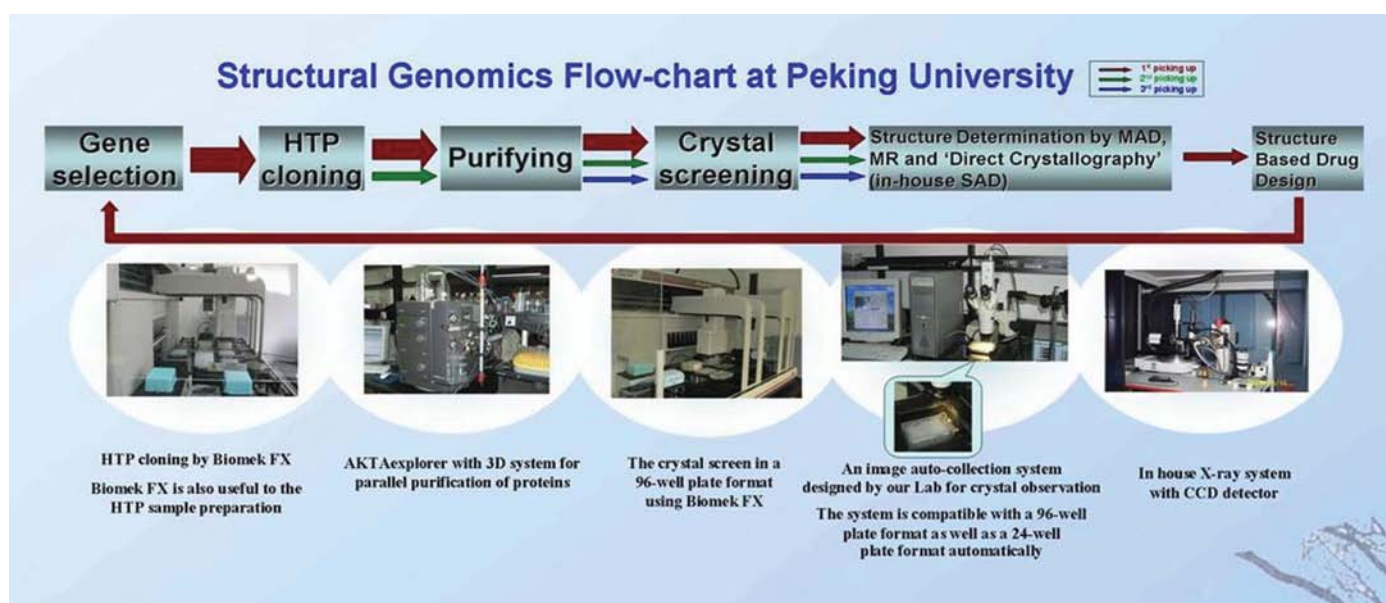 Structural Genomics Flow-chart at Peking University
1st picking up
2nd picking up
3rd picking up
Gene
selection
HTP
cloning
Purifying
Crystal
screening
Structure Determination by MAD,
MR and ‘Direct Crystallography’
(in-house SAD)
Structure
Based Drug
Design
HTP cloning by Biomek FX
Biomek FX is also useful to the
HTP sample preparation
AKTAexplorer with 3D system for
parallel purification of proteins
The crystal screen in a
96-well plate format
using Biomek FX
An image auto-collection system
designed by our Lab for crystal observation
The system is compatible with a 96-well
plate format as well as a 24-well
plate format automatically
In house X-ray system
with CCD detector